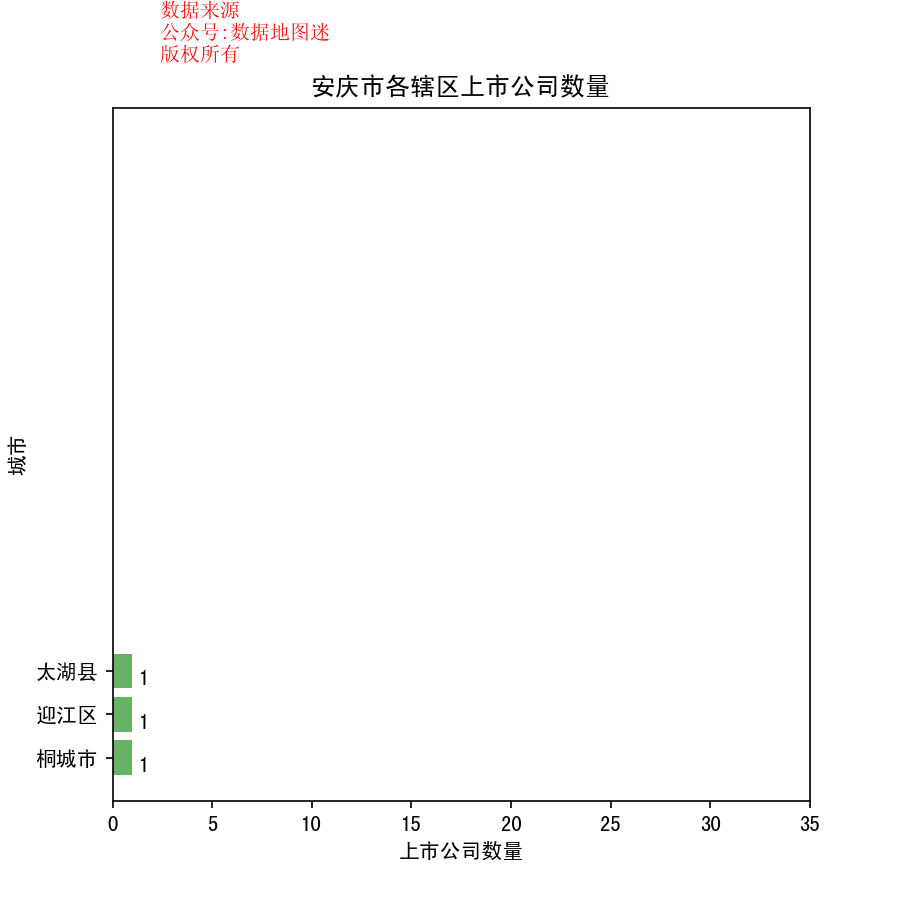 数据来源
公众号:数据地图迷
版权所有
安庆市各辖区上市公司数量
城市
太湖县 1
迎江区 1
桐城市 1
0 5 10 15 20 25 30 35
上市公司数量